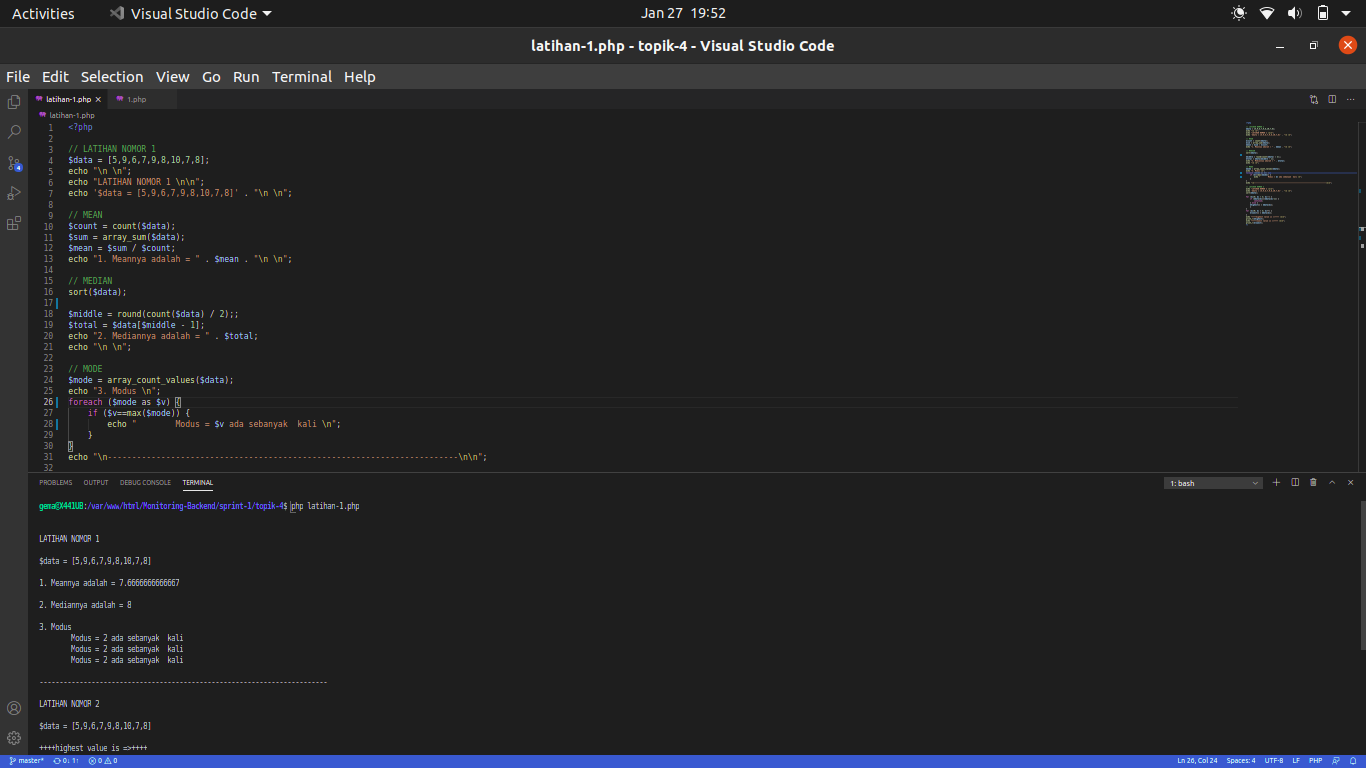 Activities Visual Studio Code Jan 27 19:52
latihan-1.php - topik-4 - Visual Studio Code
File Edit Selection View Go Run Terminal Help
latihan-1.php 1.php
latihan-1.php
1 <?php
2
3 // LATIHAN NOMOR 1
4 $data = [5,9,6,7,9,8,10,7,8];
5 echo "\n \n";
6 echo "LATIHAN NOMOR 1 \n\n";
7 echo '$data = [5,9,6,7,9,8,10,7,8]' . "\n \n";
8
9 // MEAN
10 $count = count($data);
11 $sum = array_sum($data);
12 $mean = $sum / $count;
13 echo "1. Meannya adalah = " . $mean . "\n \n";
14
15 // MEDIAN
16 sort($data);
17
18 $middle = round(count($data) / 2);;
19 $total = $data[$middle - 1];
20 echo "2. Mediannya adalah = " . $total;
21 echo "\n \n";
22
23 // MODE
24 $mode = array_count_values($data);
25 echo "3. Modus \n";
26 foreach ($mode as $v) {
27 if ($v==max($mode)) {
28 echo "        Modus = $v ada sebanyak  kali \n";
29 }
30 }
31 echo "\n------------------------------------------------------------------------\n\n";
32
PROBLEMS OUTPUT DEBUG CONSOLE TERMINAL 1: bash
gema@X441UB:/var/www/html/Monitoring-Backend/sprint-1/topik-4$ php latihan-1.php
LATIHAN NOMOR 1
$data = [5,9,6,7,9,8,10,7,8]
1. Meannya adalah = 7.6666666666667
2. Mediannya adalah = 8
3. Modus
Modus = 2 ada sebanyak  kali
Modus = 2 ada sebanyak  kali
Modus = 2 ada sebanyak  kali
------------------------------------------------------------------------
LATIHAN NOMOR 2
$data = [5,9,6,7,9,8,10,7,8]
++++highest value is =>++++
master* 0↓ 1↑ 0 0 Ln 26, Col 24 Spaces: 4 UTF-8 LF PHP